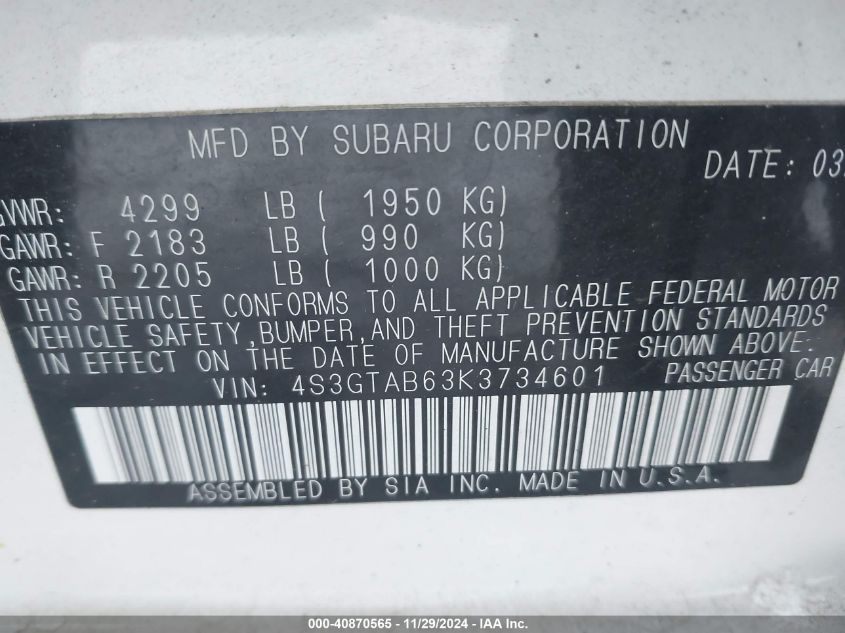 MFD BY SUBARU CORPORATION
DATE: 03
GVWR: 4299 LB ( 1950 KG)
GAWR: F 2183 LB ( 990 KG)
GAWR: R 2205 LB ( 1000 KG)
THIS VEHICLE CONFORMS TO ALL APPLICABLE FEDERAL MOTOR
VEHICLE SAFETY, BUMPER, AND THEFT PREVENTION STANDARDS
IN EFFECT ON THE DATE OF MANUFACTURE SHOWN ABOVE.
VIN: 4S3GTAB63K3734601 PASSENGER CAR
ASSEMBLED BY SIA INC. MADE IN U.S.A.
000-40870565 - 11/29/2024 - IAA Inc.